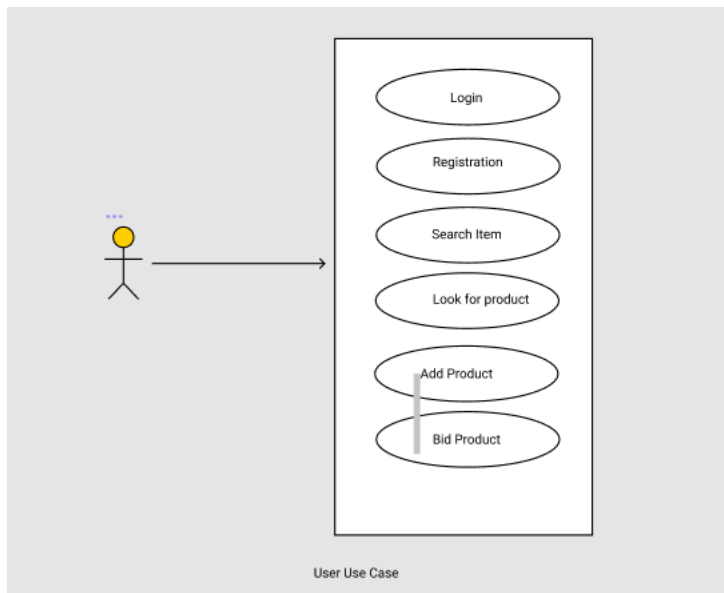 Login
Registration
Search Item
Look for product
Add Product
Bid Product
User Use Case